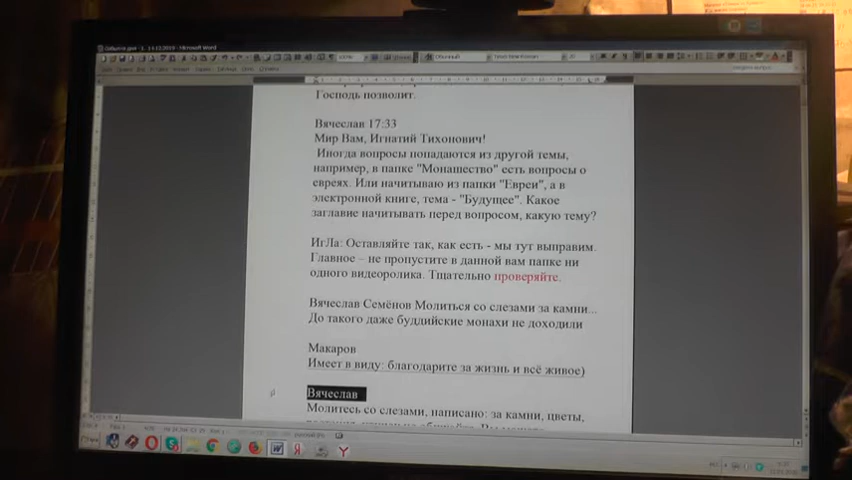 Microsoft Word
Господь позволит.
Вячеслав 17:33
Мир Вам, Игнатий Тихонович!
Иногда вопросы попадаются из другой темы,
например, в папке "Монашество" есть вопросы о
евреях. Или начитываю из папки "Евреи", а в
электронной книге, тема - "Будущее". Какое
заглавие начитывать перед вопросом, какую тему?
ИгЛа: Оставляйте так, как есть - мы тут выправим.
Главное – не пропустите в данной вам папке ни
одного видеоролика. Тщательно проверяйте.
Вячеслав Семёнов Молиться со слезами за камни...
До такого даже буддийские монахи не доходили
Макаров
Имеет в виду: благодарите за жизнь и всё живое)
Вячеслав
Молитесь со слезами, написано: за камни, цветы,